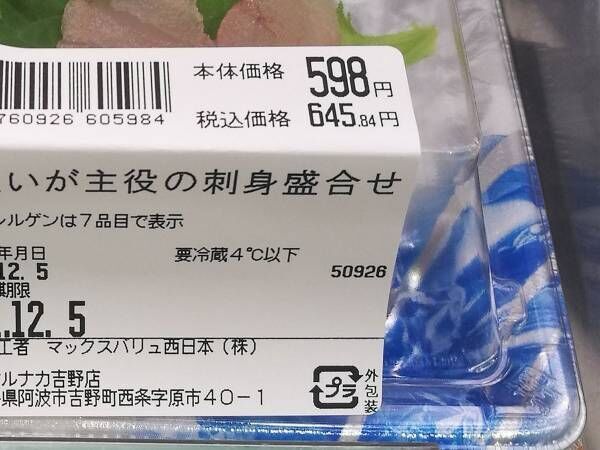 本体価格 598円
760926 605984
税込価格 645.84円
いが主役の刺身盛合せ
ルゲンは7品目で表示
年月日 要冷蔵4℃以下
12. 5 50926
期限
.12. 5
工者 マックスバリュ西日本(株)
ルナカ吉野店
県阿波市吉野町西条字原市40-1
プラ 外包装